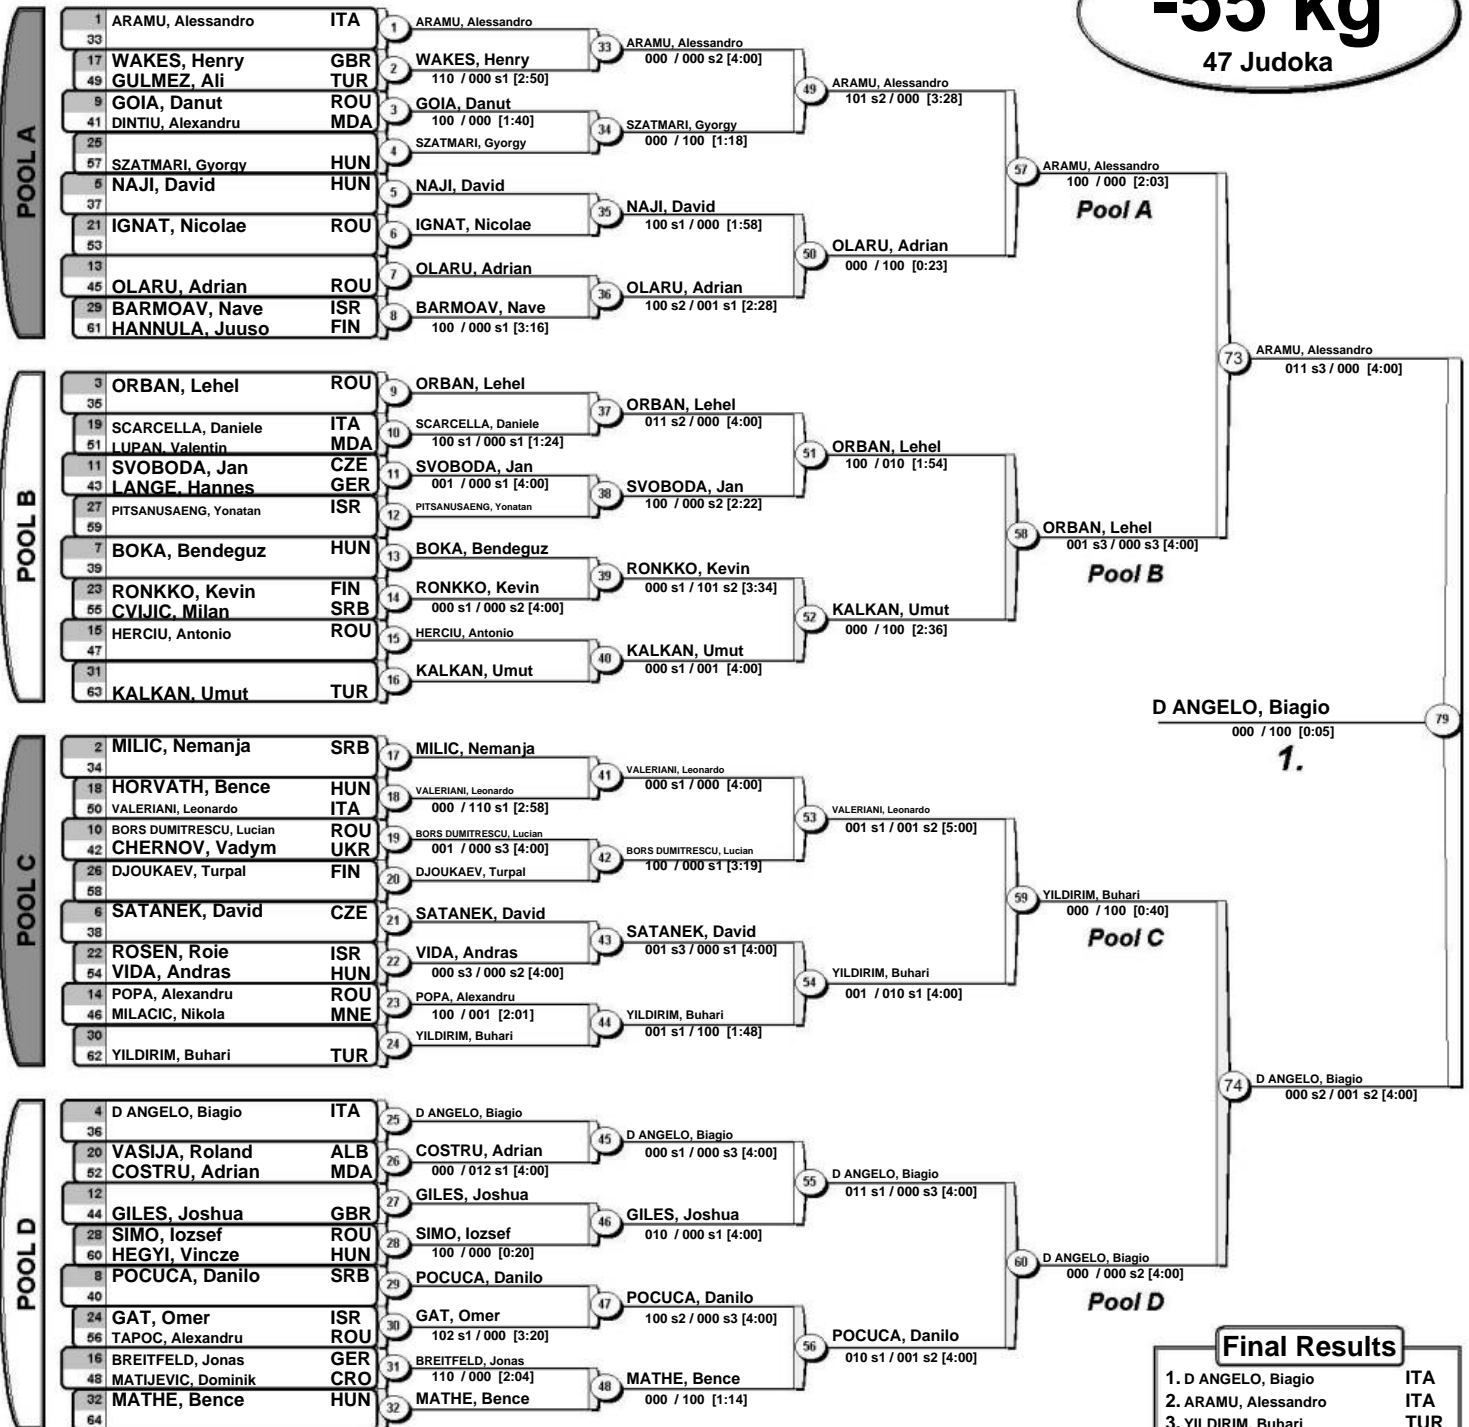 -55 kg
47 Judoka
POOL A
1 ARAMU, Alessandro ITA
33
17 WAKES, Henry GBR
49 GULMEZ, Ali TUR
9 GOIA, Danut ROU
41 DINTIU, Alexandru MDA
25
57 SZATMARI, Gyorgy HUN
5 NAJI, David HUN
37
21 IGNAT, Nicolae ROU
53
13
45 OLARU, Adrian ROU
29 BARMOAV, Nave ISR
61 HANNULA, Juuso FIN
1 ARAMU, Alessandro
2 WAKES, Henry
110 / 000 s1 [2:50]
3 GOIA, Danut
100 / 000 [1:40]
4 SZATMARI, Gyorgy
5 NAJI, David
6 IGNAT, Nicolae
7 OLARU, Adrian
8 BARMOAV, Nave
100 / 000 s1 [3:16]
33 ARAMU, Alessandro
000 / 000 s2 [4:00]
34 SZATMARI, Gyorgy
000 / 100 [1:18]
35 NAJI, David
100 s1 / 000 [1:58]
36 OLARU, Adrian
100 s2 / 001 s1 [2:28]
49 ARAMU, Alessandro
101 s2 / 000 [3:28]
50 OLARU, Adrian
000 / 100 [0:23]
57 ARAMU, Alessandro
100 / 000 [2:03]
Pool A
POOL B
3 ORBAN, Lehel ROU
35
19 SCARCELLA, Daniele ITA
51 LUPAN, Valentin MDA
11 SVOBODA, Jan CZE
43 LANGE, Hannes GER
27 PITSANUSAENG, Yonatan ISR
59
7 BOKA, Bendeguz HUN
39
23 RONKKO, Kevin FIN
55 CVIJIC, Milan SRB
15 HERCIU, Antonio ROU
47
31
63 KALKAN, Umut TUR
9 ORBAN, Lehel
10 SCARCELLA, Daniele
100 s1 / 000 s1 [1:24]
11 SVOBODA, Jan
001 / 000 s1 [4:00]
12 PITSANUSAENG, Yonatan
13 BOKA, Bendeguz
14 RONKKO, Kevin
000 s1 / 000 s2 [4:00]
15 HERCIU, Antonio
16 KALKAN, Umut
37 ORBAN, Lehel
011 s2 / 000 [4:00]
38 SVOBODA, Jan
100 / 000 s2 [2:22]
39 RONKKO, Kevin
000 s1 / 101 s2 [3:34]
40 KALKAN, Umut
000 s1 / 001 [4:00]
51 ORBAN, Lehel
100 / 010 [1:54]
52 KALKAN, Umut
000 / 100 [2:36]
58 ORBAN, Lehel
001 s3 / 000 s3 [4:00]
Pool B
73 ARAMU, Alessandro
011 s3 / 000 [4:00]
D ANGELO, Biagio 79
000 / 100 [0:05]
1.
POOL C
2 MILIC, Nemanja SRB
34
18 HORVATH, Bence HUN
50 VALERIANI, Leonardo ITA
10 BORS DUMITRESCU, Lucian ROU
42 CHERNOV, Vadym UKR
26 DJOUKAEV, Turpal FIN
58
6 SATANEK, David CZE
38
22 ROSEN, Roie ISR
54 VIDA, Andras HUN
14 POPA, Alexandru ROU
46 MILACIC, Nikola MNE
30
62 YILDIRIM, Buhari TUR
17 MILIC, Nemanja
18 VALERIANI, Leonardo
000 / 110 s1 [2:58]
19 BORS DUMITRESCU, Lucian
001 / 000 s3 [4:00]
20 DJOUKAEV, Turpal
21 SATANEK, David
22 VIDA, Andras
000 s3 / 000 s2 [4:00]
23 POPA, Alexandru
100 / 001 [2:01]
24 YILDIRIM, Buhari
41 VALERIANI, Leonardo
000 s1 / 000 [4:00]
42 BORS DUMITRESCU, Lucian
100 / 000 s1 [3:19]
43 SATANEK, David
001 s3 / 000 s1 [4:00]
44 YILDIRIM, Buhari
001 s1 / 100 [1:48]
53 VALERIANI, Leonardo
001 s1 / 001 s2 [5:00]
54 YILDIRIM, Buhari
001 / 010 s1 [4:00]
59 YILDIRIM, Buhari
000 / 100 [0:40]
Pool C
POOL D
4 D ANGELO, Biagio ITA
36
20 VASIJA, Roland ALB
52 COSTRU, Adrian MDA
12
44 GILES, Joshua GBR
28 SIMO, Iozsef ROU
60 HEGYI, Vincze HUN
8 POCUCA, Danilo SRB
40
24 GAT, Omer ISR
56 TAPOC, Alexandru ROU
16 BREITFELD, Jonas GER
48 MATIJEVIC, Dominik CRO
32 MATHE, Bence HUN
64
25 D ANGELO, Biagio
26 COSTRU, Adrian
000 / 012 s1 [4:00]
27 GILES, Joshua
28 SIMO, Iozsef
100 / 000 [0:20]
29 POCUCA, Danilo
30 GAT, Omer
102 s1 / 000 [3:20]
31 BREITFELD, Jonas
110 / 000 [2:04]
32 MATHE, Bence
45 D ANGELO, Biagio
000 s1 / 000 s3 [4:00]
46 GILES, Joshua
010 / 000 s1 [4:00]
47 POCUCA, Danilo
100 s2 / 000 s3 [4:00]
48 MATHE, Bence
000 / 100 [1:14]
55 D ANGELO, Biagio
011 s1 / 000 s3 [4:00]
56 POCUCA, Danilo
010 s1 / 001 s2 [4:00]
60 D ANGELO, Biagio
000 / 000 s2 [4:00]
Pool D
74 D ANGELO, Biagio
000 s2 / 001 s2 [4:00]
Final Results
1. D ANGELO, Biagio ITA
2. ARAMU, Alessandro ITA
3. YILDIRIM, Buhari TUR